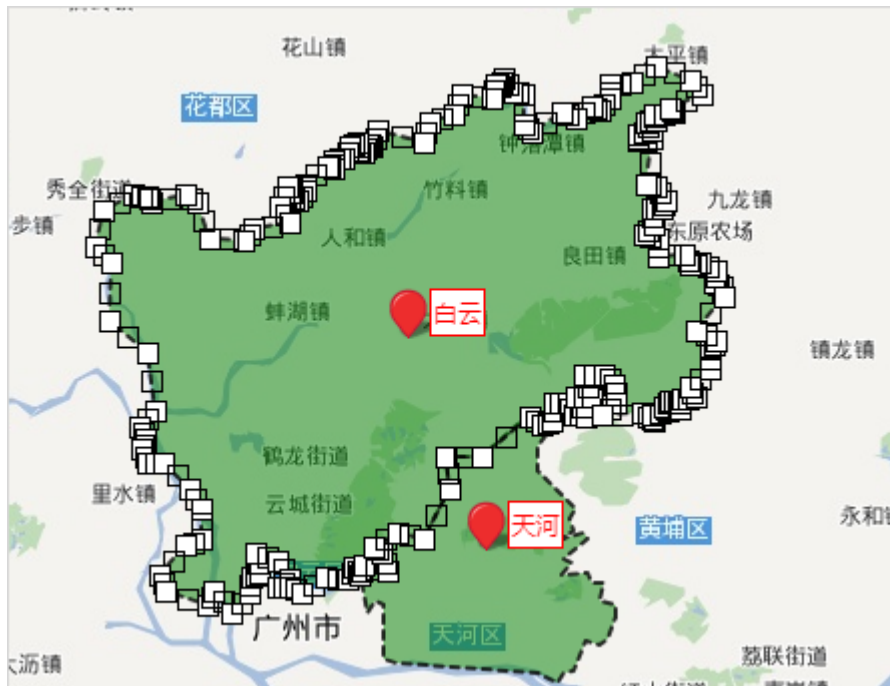 花山镇
太平镇
花都区
钟落潭镇
秀全街道
竹料镇
九龙镇
步镇
人和镇
东原农场
良田镇
蚌湖镇
白云
镇龙镇
鹤龙街道
里水镇
云城街道
天河
黄埔区
永和镇
广州市
天河区
大沥镇
荔联街道